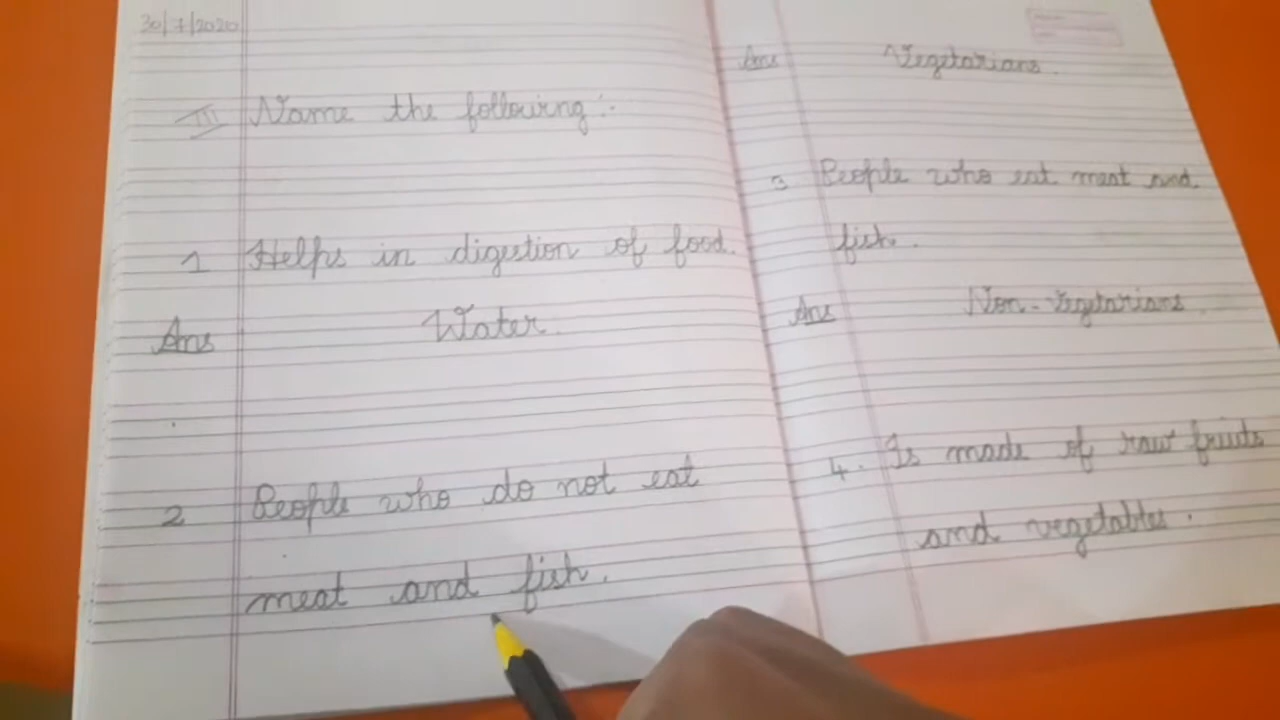 30/7/2020
III Name the following :-
1 Helps in digestion of food.
Ans Water.
2 People who do not eat
meat and fish.
Ans Vegetarians.
3 People who eat meat and
fish.
Ans Non-Vegetarians.
4. Is made of raw fruits
and vegetables.